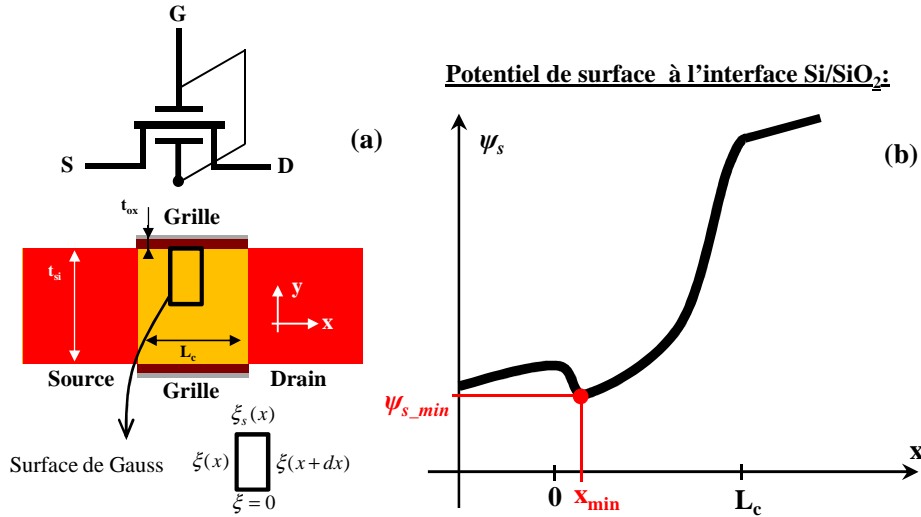 G
S
D
(a)
t_ox
Grille
t_si
y
x
L_c
Source
Grille
Drain
ξ_s(x)
ξ(x)
ξ(x+dx)
ξ=0
Surface de Gauss
Potentiel de surface à l’interface Si/SiO₂:
ψ_s
(b)
ψ_s_min
x
0
x_min
L_c